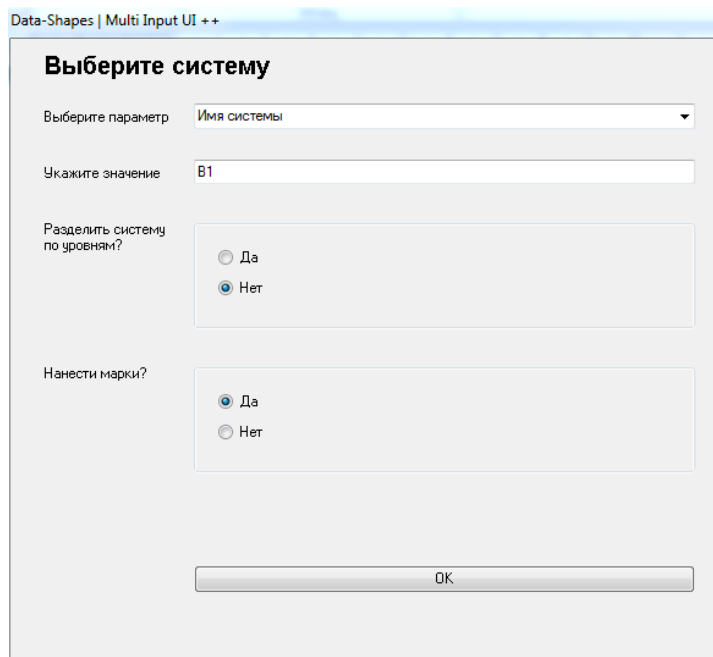 Data-Shapes | Multi Input UI ++
Выберите систему
Выберите параметр
Имя системы
Укажите значение
В1
Разделить систему
по уровням?
Да
Нет
Нанести марки?
Да
Нет
OK